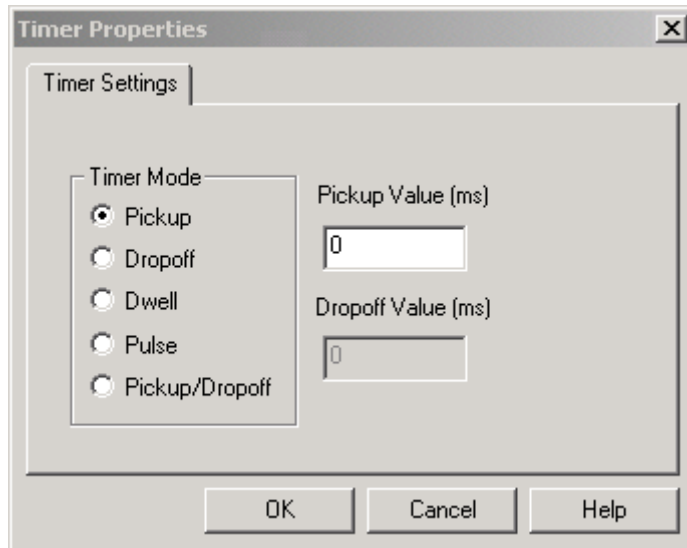 Timer Properties
Timer Settings
Timer Mode
Pickup
Dropoff
Dwell
Pulse
Pickup/Dropoff
Pickup Value (ms)
0
Dropoff Value (ms)
0
OK
Cancel
Help